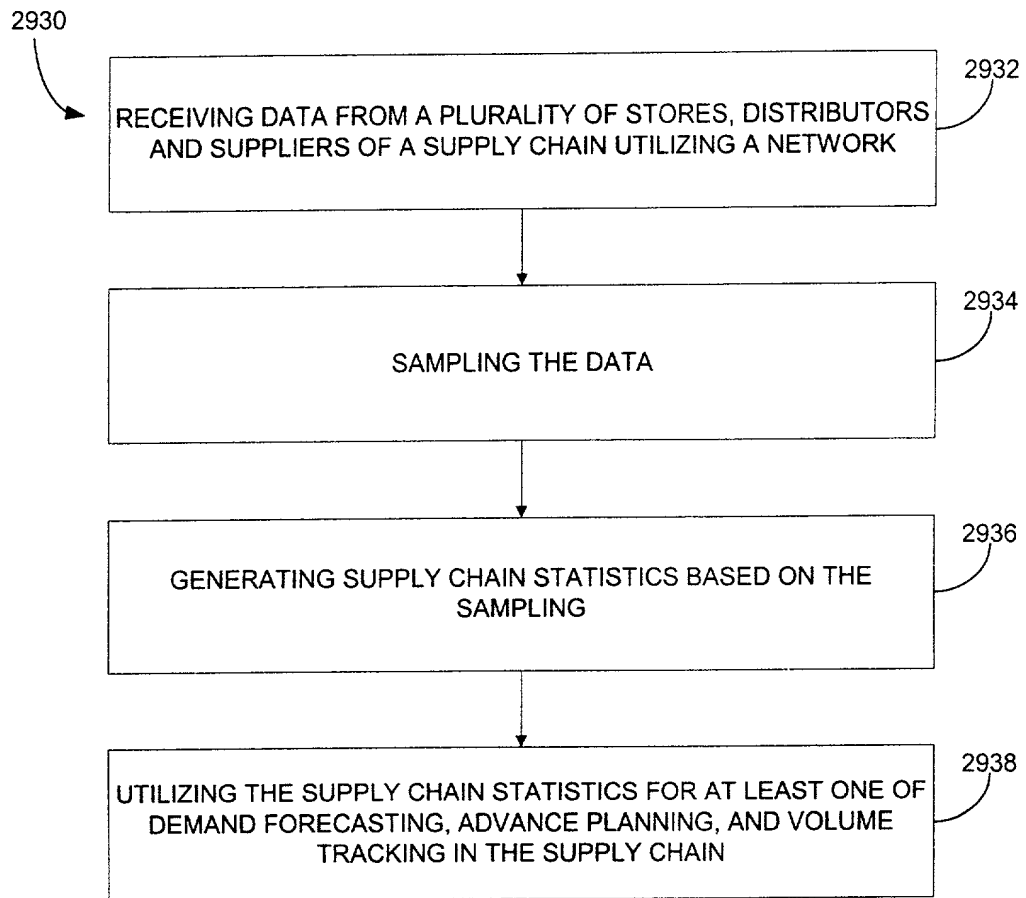 2930
2932
RECEIVING DATA FROM A PLURALITY OF STORES, DISTRIBUTORS
AND SUPPLIERS OF A SUPPLY CHAIN UTILIZING A NETWORK
2934
SAMPLING THE DATA
2936
GENERATING SUPPLY CHAIN STATISTICS BASED ON THE
SAMPLING
2938
UTILIZING THE SUPPLY CHAIN STATISTICS FOR AT LEAST ONE OF
DEMAND FORECASTING, ADVANCE PLANNING, AND VOLUME
TRACKING IN THE SUPPLY CHAIN